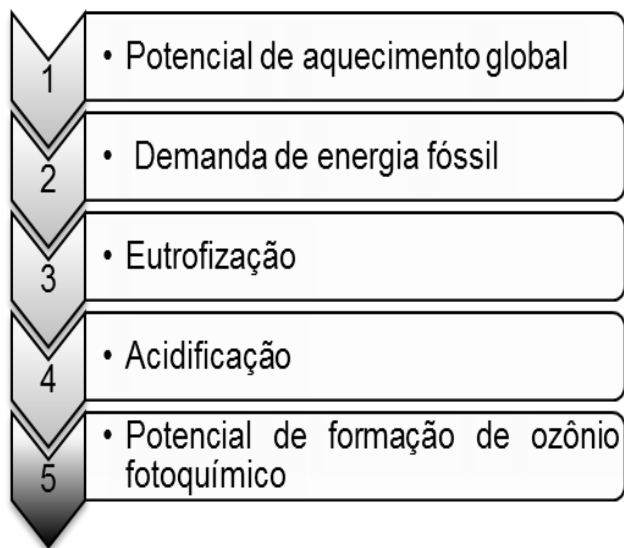 1
• Potencial de aquecimento global
2
• Demanda de energia fóssil
3
• Eutrofização
4
• Acidificação
5
• Potencial de formação de ozônio
fotoquímico